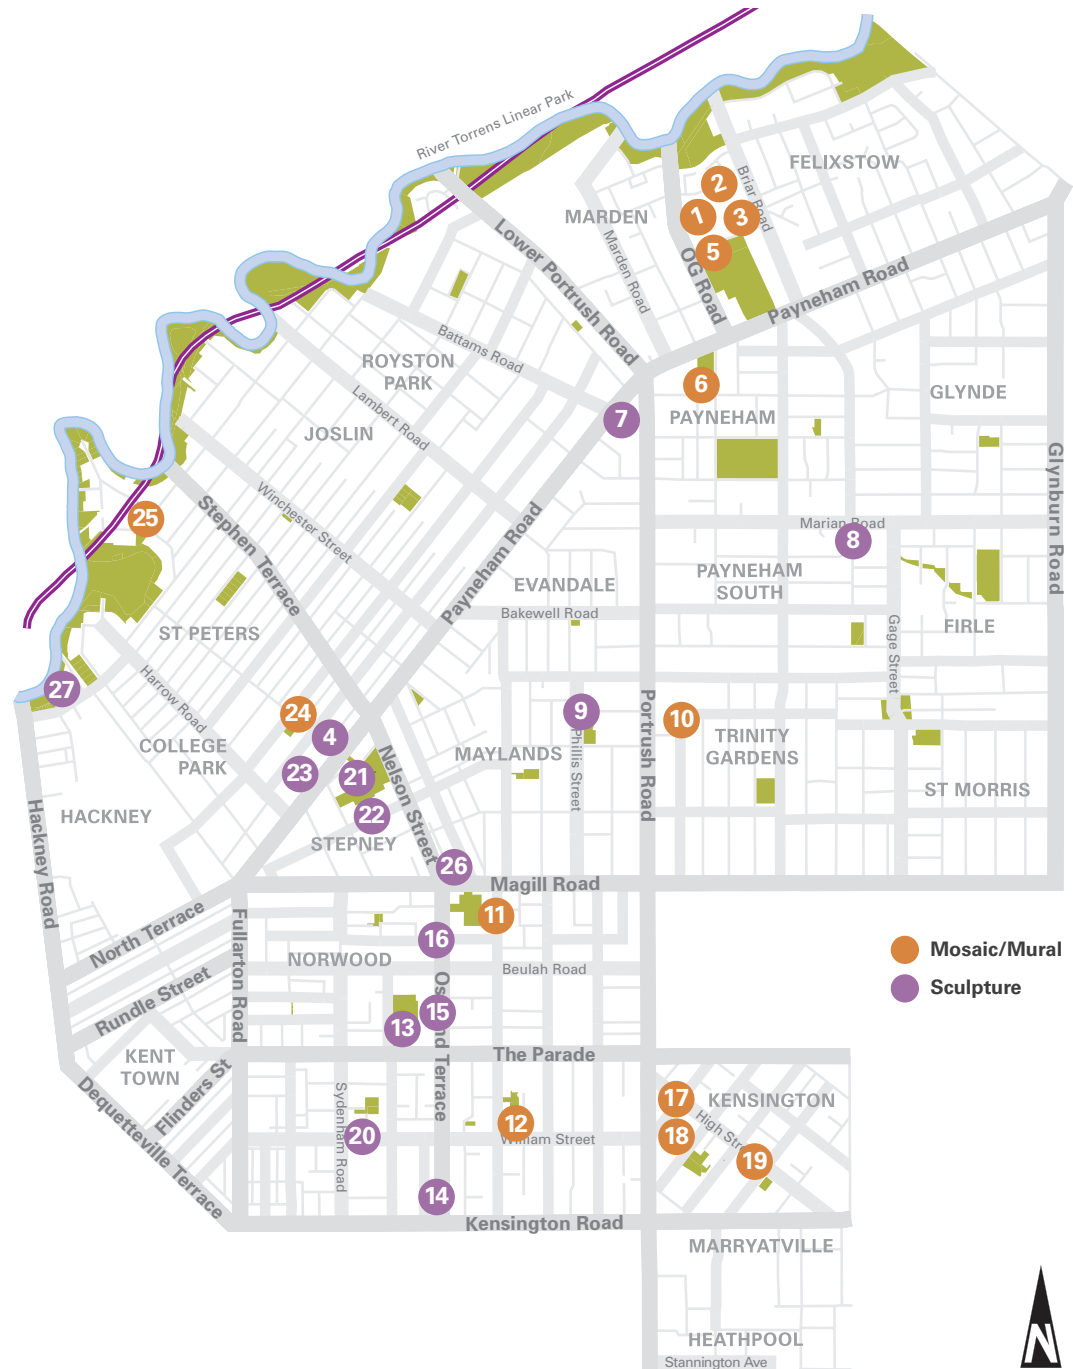 River Torrens Linear Park
FELIXSTOW
2
Briar Road
MARDEN
1
3
Lower Portrush Road
Marden Road
5
OG Road
Payneham Road
Battams Road
ROYSTON
PARK
6
GLYNDE
Lambert Road
7
PAYNEHAM
JOSLIN
Glynburn Road
Winchester Street
Stephen Terrace
25
Payneham Road
Marian Road
8
EVANDALE
PAYNEHAM
SOUTH
Bakewell Road
ST PETERS
Gage Street
FIRLE
27
Harrow Road
24
9
Portrush Road
10
4
COLLEGE
PARK
Nelson Street
MAYLANDS
Phillis Street
TRINITY
GARDENS
23
21
ST MORRIS
HACKNEY
22
STEPNEY
Hackney Road
26
Magill Road
North Terrace
Fullarton Road
11
16
NORWOOD
Beulah Road
Mosaic/Mural
Rundle Street
Sculpture
Os
nd Terrace
15
13
KENT
TOWN
The Parade
Flinders St
Dequetteville Terrace
Sydenham Road
17
KENSINGTON
High Str
12
18
20
William Street
19
14
Kensington Road
MARRYATVILLE
HEATHPOOL
Stannington Ave
N